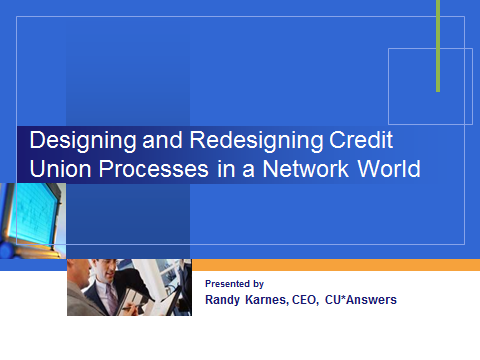 Designing and Redesigning Credit
Union Processes in a Network World
Presented by
Randy Karnes, CEO, CU*Answers